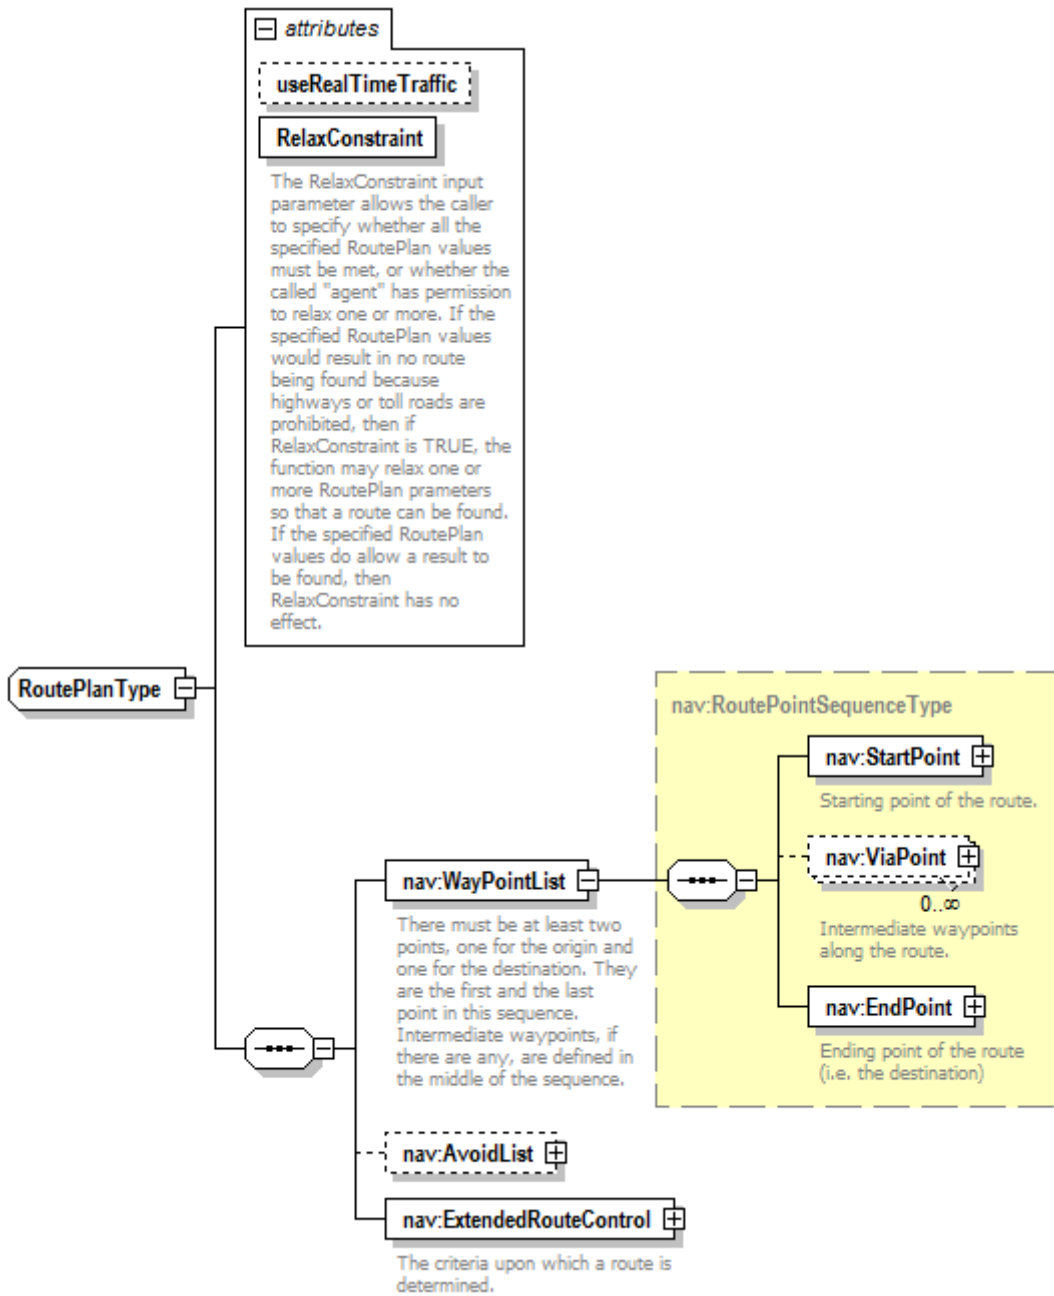 attributes
useRealTimeTraffic
RelaxConstraint
The RelaxConstraint input
parameter allows the caller
to specify whether all the
specified RoutePlan values
must be met, or whether the
called "agent" has permission
to relax one or more. If the
specified RoutePlan values
would result in no route
being found because
highways or toll roads are
prohibited, then if
RelaxConstraint is TRUE, the
function may relax one or
more RoutePlan prameters
so that a route can be found.
If the specified RoutePlan
values do allow a result to
be found, then
RelaxConstraint has no
effect.
RoutePlanType
nav:RoutePointSequenceType
nav:StartPoint
Starting point of the route.
nav:ViaPoint
0..∞
Intermediate waypoints
along the route.
nav:EndPoint
Ending point of the route
(i.e. the destination)
nav:WayPointList
There must be at least two
points, one for the origin and
one for the destination. They
are the first and the last
point in this sequence.
Intermediate waypoints, if
there are any, are defined in
the middle of the sequence.
nav:AvoidList
nav:ExtendedRouteControl
The criteria upon which a route is
determined.